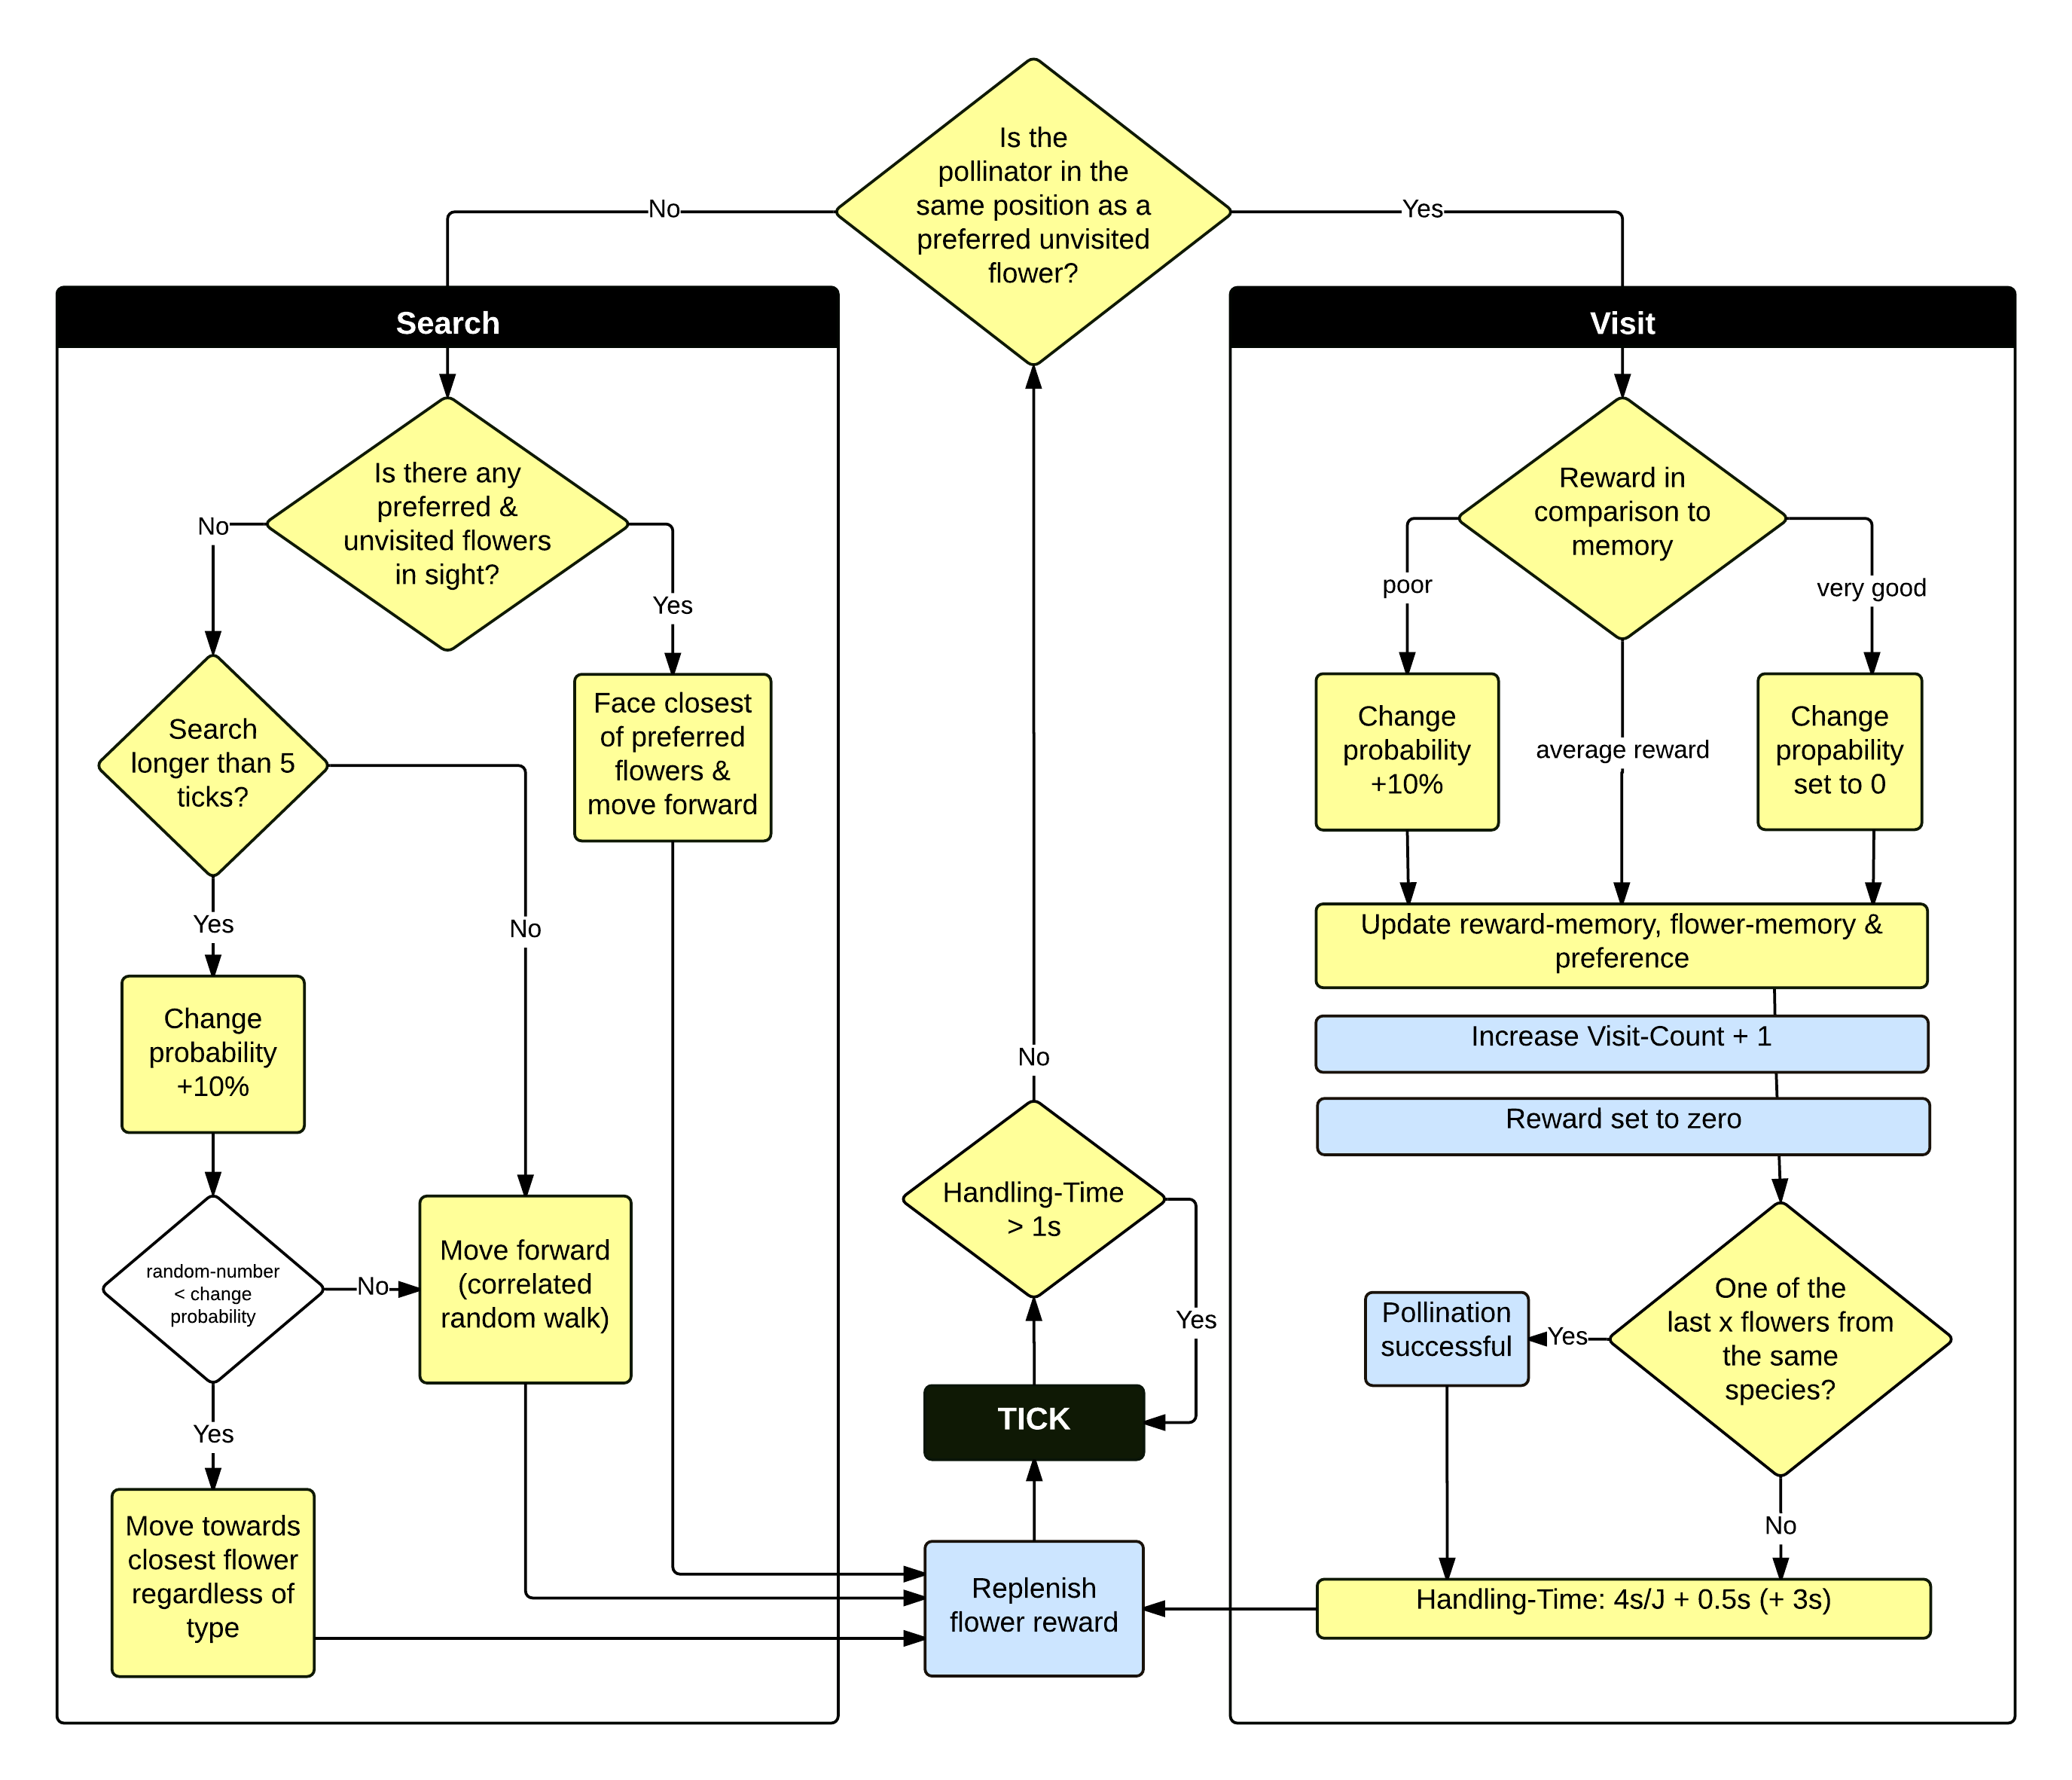 Is the
pollinator in the
same position as a
preferred unvisited
flower?
No
Yes
Search
Is there any
preferred &
unvisited flowers
in sight?
No
Yes
Search
longer than 5
ticks?
Face closest
of preferred
flowers &
move forward
Yes
No
Change
probability
+10%
random-number
< change
probability
No
Move forward
(correlated
random walk)
Yes
Move towards
closest flower
regardless of
type
No
Handling-Time
> 1s
Yes
TICK
Replenish
flower reward
Visit
Reward in
comparison to
memory
poor
very good
average reward
Change
probability
+10%
Change
propability
set to 0
Update reward-memory, flower-memory &
preference
Increase Visit-Count + 1
Reward set to zero
One of the
last x flowers from
the same
species?
Yes
Pollination
successful
No
Handling-Time: 4s/J + 0.5s (+ 3s)